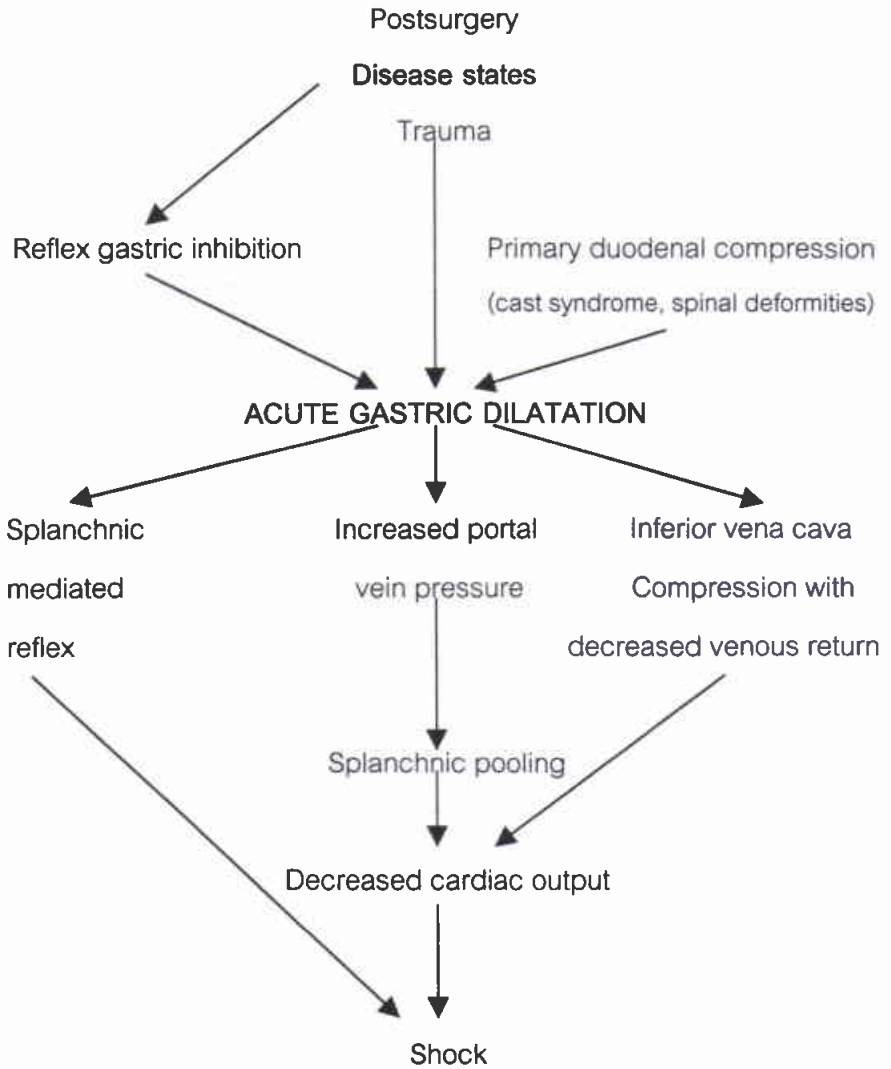 Postsurgery
Disease states
Trauma
Reflex gastric inhibition
Primary duodenal compression
(cast syndrome, spinal deformities)
ACUTE GASTRIC DILATATION
Splanchnic
mediated
reflex
Increased portal
vein pressure
Inferior vena cava
Compression with
decreased venous return
Splanchnic pooling
Decreased cardiac output
Shock